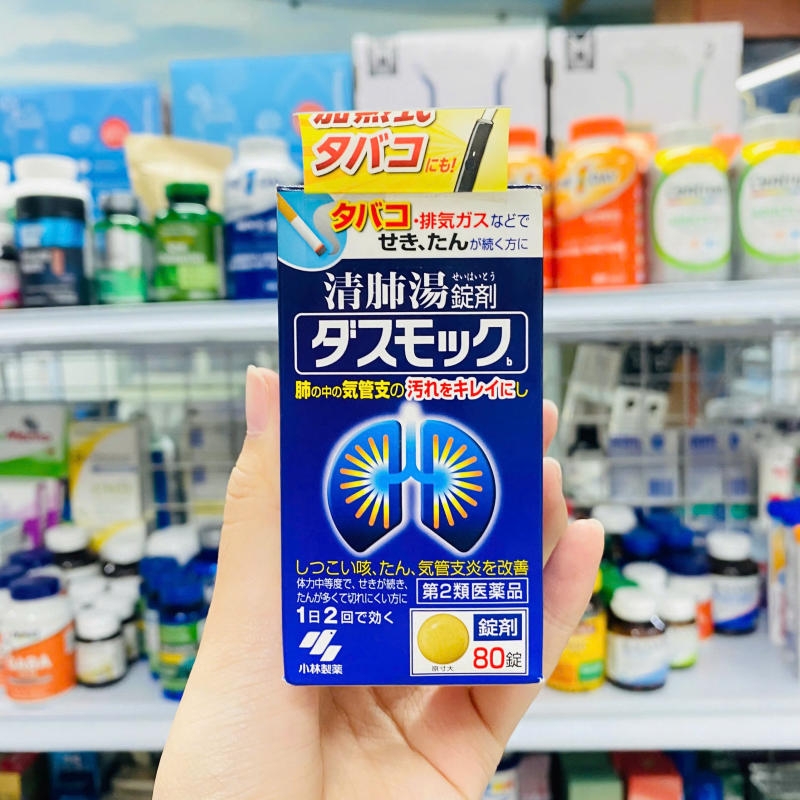 加熱式
タバコにも!
タバコ・排気ガスなどで
せき、たんが続く方に
せいはいとう
清肺湯錠剤
ダスモックb
肺の中の気管支の汚れをキレイにし
しつこい咳、たん、気管支炎を改善
体力中等度で、せきが続き、
たんが多くて切れにくい方に
第2類医薬品
1日2回で効く
小林製薬
錠剤
80錠
原寸大
Centrum